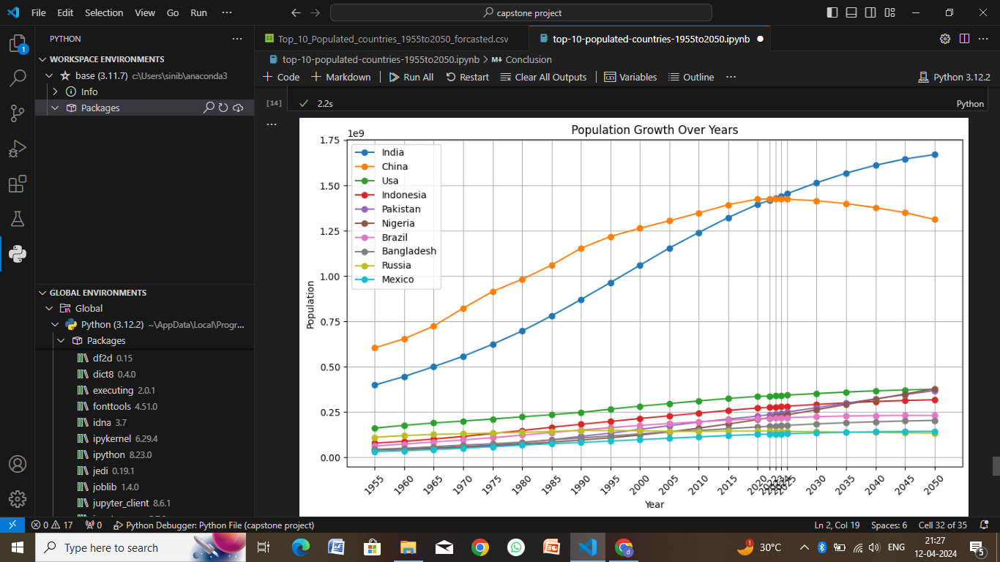 File Edit Selection View Go Run ···
capstone project
PYTHON
WORKSPACE ENVIRONMENTS
base (3.11.7) c:\Users\sinib\anaconda3
Info
Packages
GLOBAL ENVIRONMENTS
Global
Python (3.12.2) ~\AppData\Local\Progr...
Packages
df2d 0.15
dict8 0.4.0
executing 2.0.1
fonttools 4.51.0
idna 3.7
ipykernel 6.29.4
ipython 8.23.0
jedi 0.19.1
joblib 1.4.0
jupyter_client 8.6.1
1
Top_10_Populated_countries_1955to2050_forcasted.csv
top-10-populated-countries-1955to2050.ipynb
top-10-populated-countries-1955to2050.ipynb > M↓ Conclusion
+ Code + Markdown Run All Restart Clear All Outputs Variables Outline ···
Python 3.12.2
[14] 2.2s Python
Population Growth Over Years
1e9
1.75
1.50
1.25
1.00
0.75
0.50
0.25
0.00
Population
India
China
Usa
Indonesia
Pakistan
Nigeria
Brazil
Bangladesh
Russia
Mexico
1955 1960 1965 1970 1975 1980 1985 1990 1995 2000 2005 2010 2015 2020 2025 2030 2035 2040 2045 2050
Year
0 17 0 Python Debugger: Python File (capstone project)
Ln 2, Col 19 Spaces: 6 Cell 32 of 35
Type here to search
1
30°C
ENG
21:27
12-04-2024
5